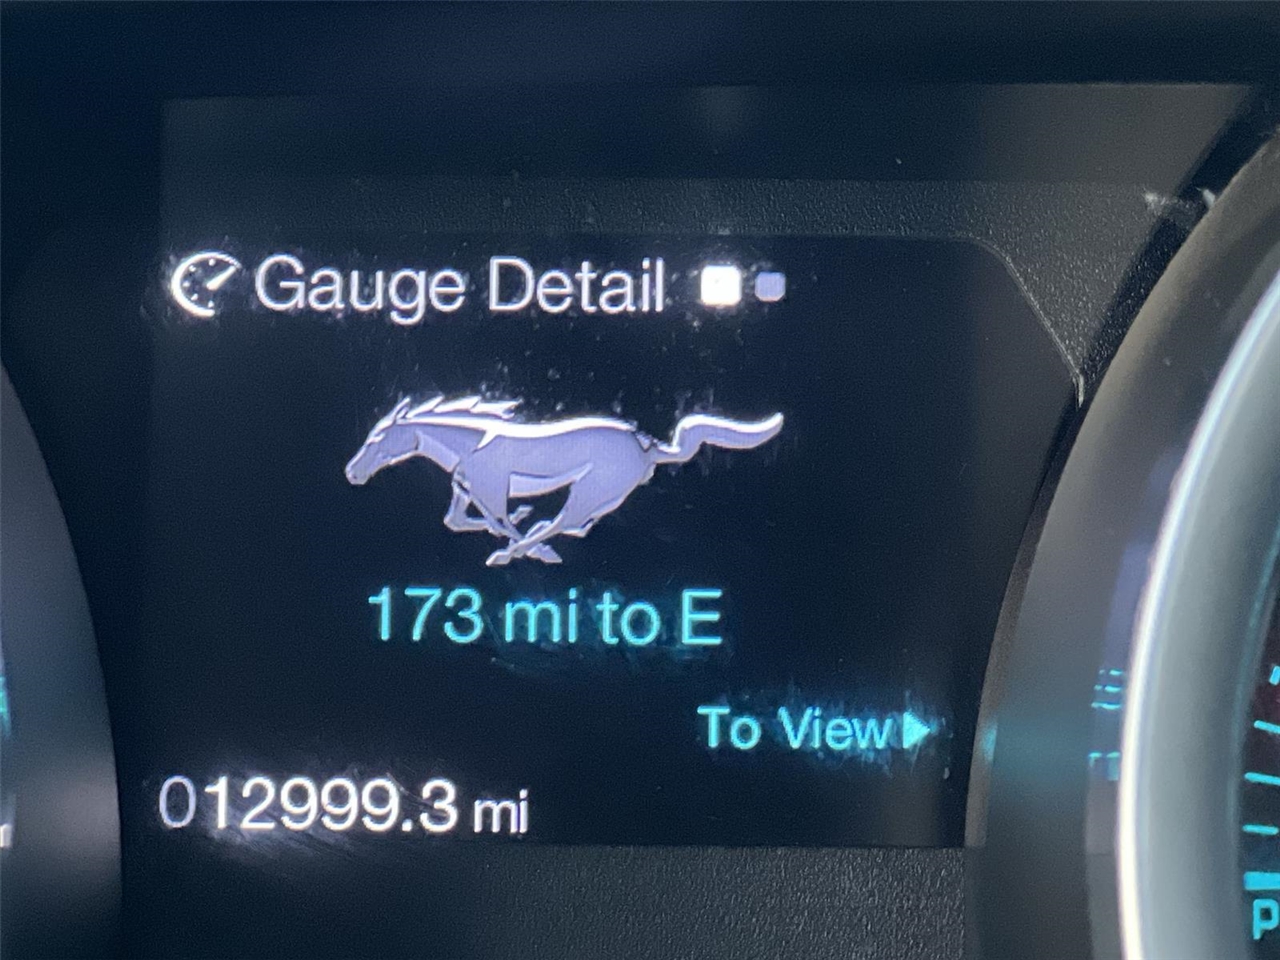 Gauge Detail
173 mi to E
To View
012999.3 mi
P